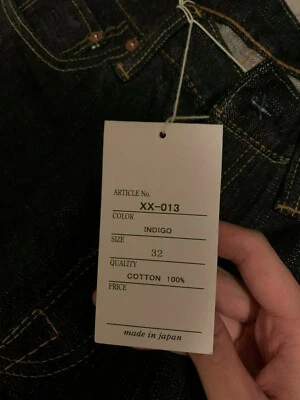 ARTICLE No.
XX-013
COLOR
INDIGO
SIZE
32
QUALITY
COTTON 100%
PRICE
made in japan